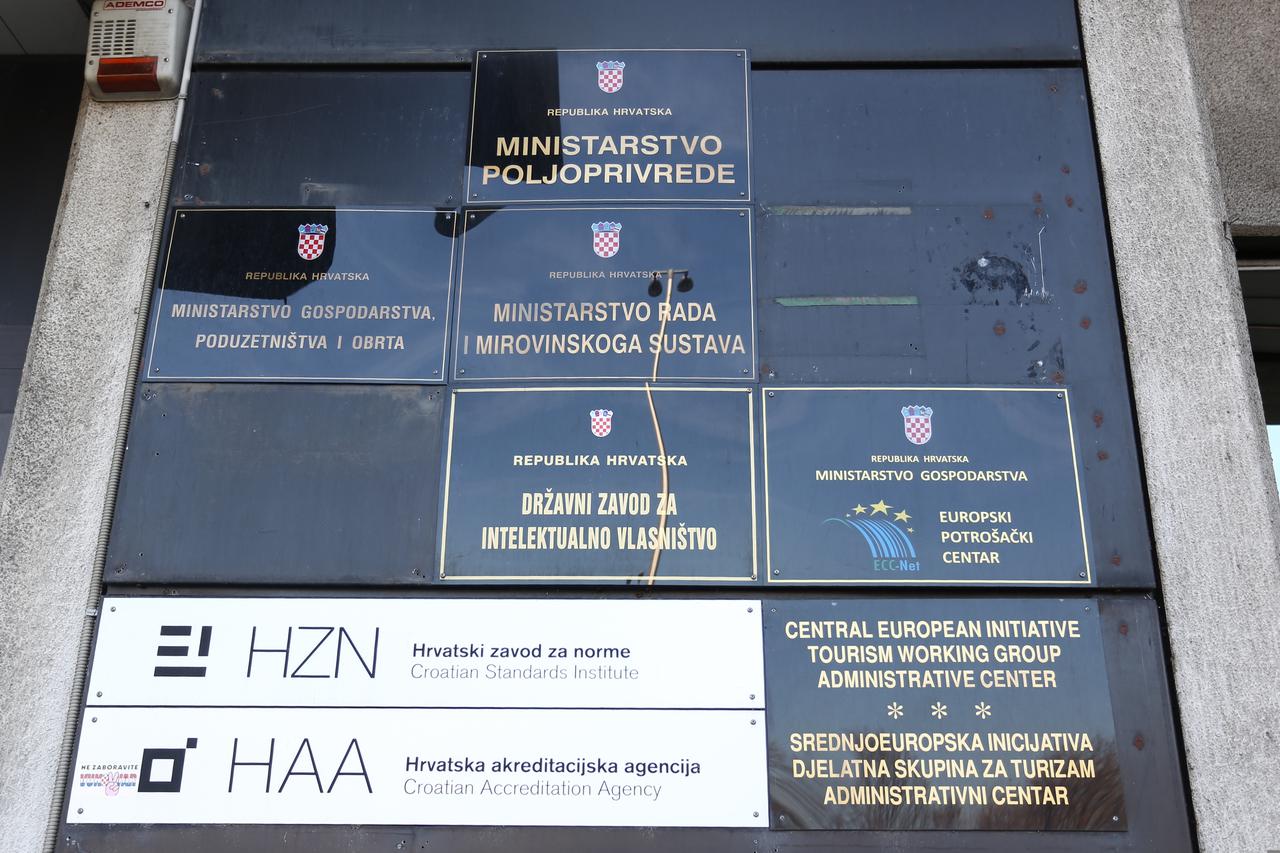 ADEMCO
REPUBLIKA HRVATSKA
MINISTARSTVO
POLJOPRIVREDE
REPUBLIKA HRVATSKA
MINISTARSTVO GOSPODARSTVA,
PODUZETNIŠTVA I OBRTA
REPUBLIKA HRVATSKA
MINISTARSTVO RADA
I MIROVINSKOGA SUSTAVA
REPUBLIKA HRVATSKA
DRŽAVNI ZAVOD ZA
INTELEKTUALNO VLASNIŠTVO
REPUBLIKA HRVATSKA
MINISTARSTVO GOSPODARSTVA
ECC-Net
EUROPSKI
POTROŠAČKI
CENTAR
HZN
Hrvatski zavod za norme
Croatian Standards Institute
NE ZABORAVITE
HAA
Hrvatska akreditacijska agencija
Croatian Accreditation Agency
CENTRAL EUROPEAN INITIATIVE
TOURISM WORKING GROUP
ADMINISTRATIVE CENTER
* * *
SREDNJOEUROPSKA INICIJATIVA
DJELATNA SKUPINA ZA TURIZAM
ADMINISTRATIVNI CENTAR